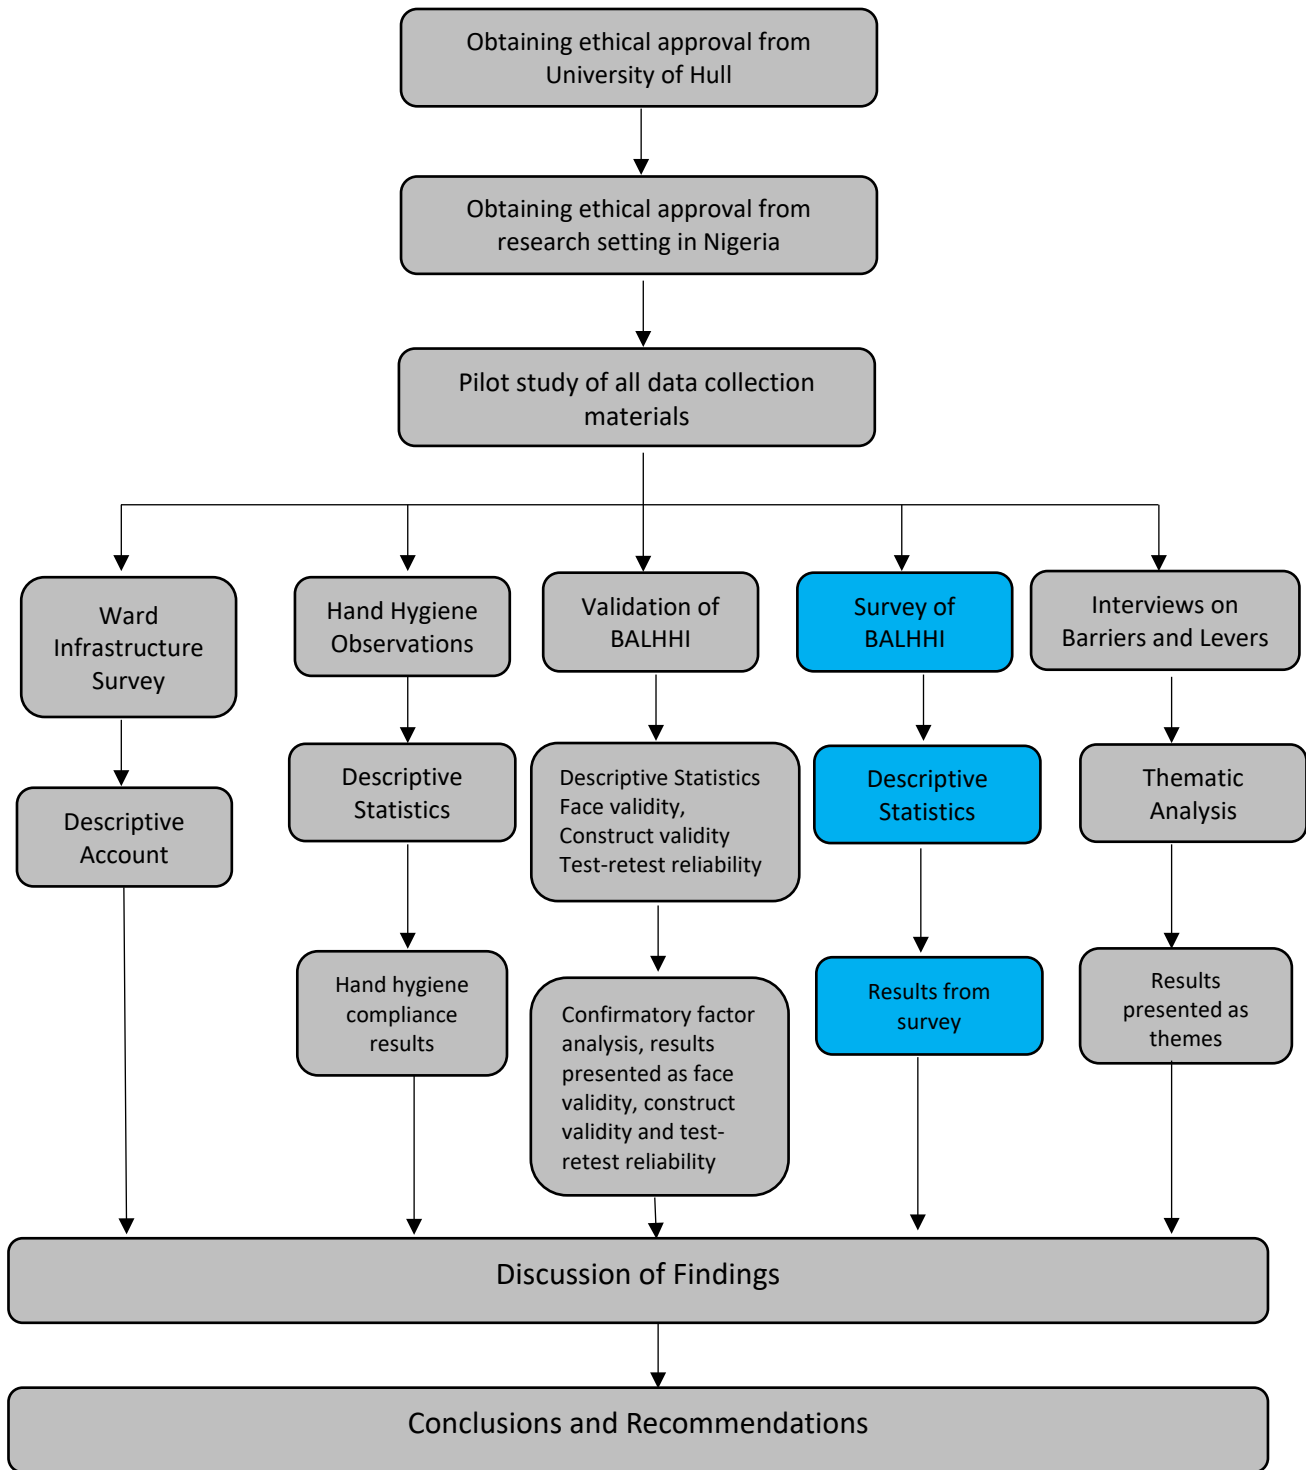 Obtaining ethical approval from
University of Hull
Obtaining ethical approval from
research setting in Nigeria
Pilot study of all data collection
materials
Ward
Infrastructure
Survey
Hand Hygiene
Observations
Validation of
BALHHI
Survey of
BALHHI
Interviews on
Barriers and Levers
Descriptive
Account
Descriptive
Statistics
Descriptive Statistics
Face validity,
Construct validity
Test-retest reliability
Descriptive
Statistics
Thematic
Analysis
Hand hygiene
compliance
results
Confirmatory factor
analysis, results
presented as face
validity, construct
validity and test-
retest reliability
Results from
survey
Results
presented as
themes
Discussion of Findings
Conclusions and Recommendations